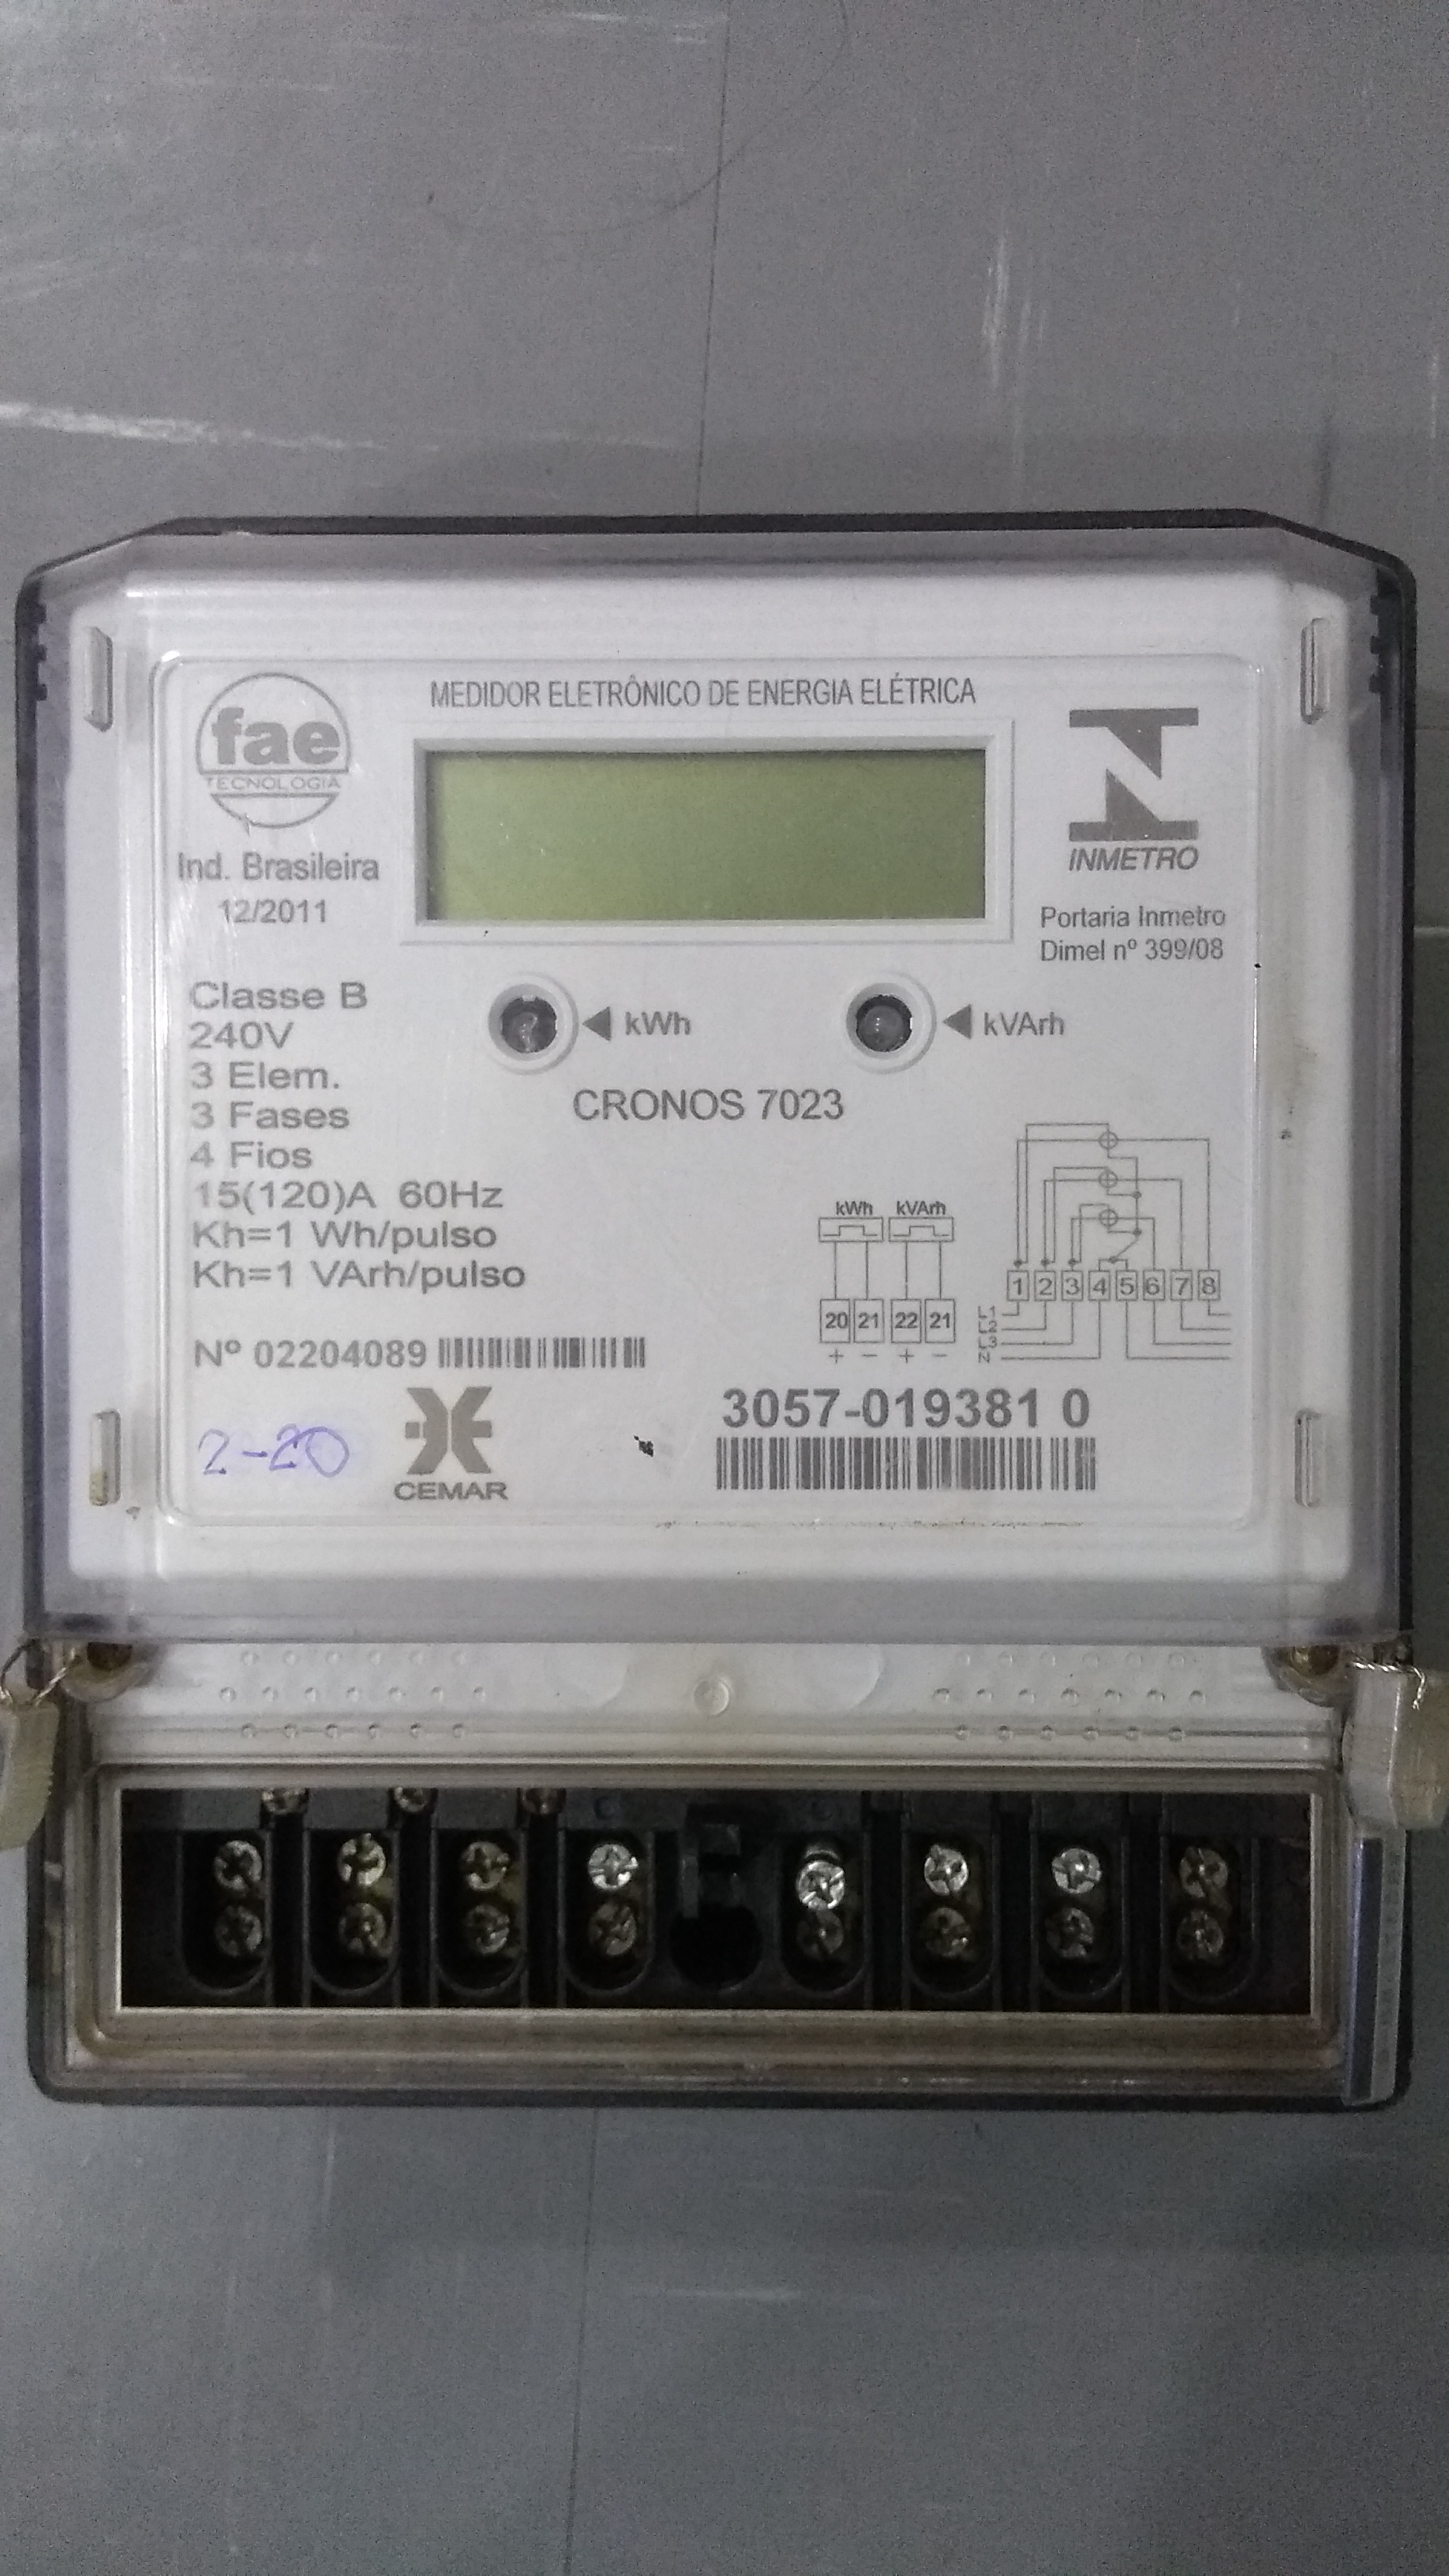 MEDIDOR ELETRÔNICO DE ENERGIA ELÉTRICA
fae
TECNOLOGIA
Ind. Brasileira
12/2011
INMETRO
Portaria Inmetro
Dimel nº 399/08
Classe B
240V
3 Elem.
3 Fases
4 Fios
15(120)A 60Hz
Kh=1 Wh/pulso
Kh=1 VArh/pulso
kWh
kVArh
CRONOS 7023
kWh kVArh
20 21 22 21
+ − + −
1 2 3 4 5 6 7 8
L1
L2
L3
N
Nº 02204089
2-20
CEMAR
3057-019381 0